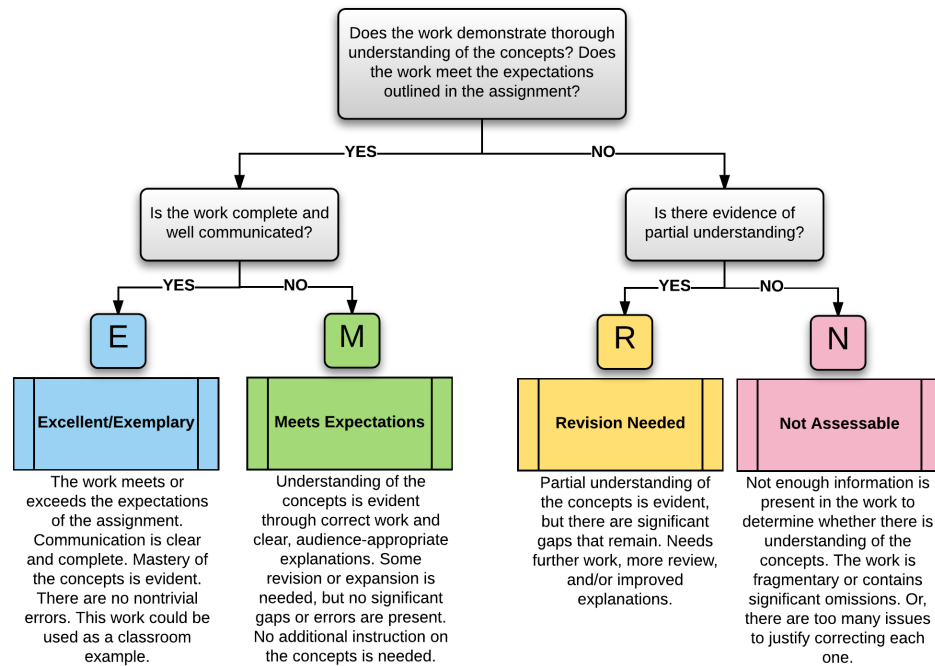 Does the work demonstrate thorough
understanding of the concepts? Does
the work meet the expectations
outlined in the assignment?
YES
NO
Is the work complete and
well communicated?
Is there evidence of
partial understanding?
YES
NO
YES
NO
E
M
R
N
Excellent/Exemplary
Meets Expectations
Revision Needed
Not Assessable
The work meets or
exceeds the expectations
of the assignment.
Communication is clear
and complete. Mastery of
the concepts is evident.
There are no nontrivial
errors. This work could be
used as a classroom
example.
Understanding of the
concepts is evident
through correct work and
clear, audience-appropriate
explanations. Some
revision or expansion is
needed, but no significant
gaps or errors are present.
No additional instruction on
the concepts is needed.
Partial understanding of
the concepts is evident,
but there are significant
gaps that remain. Needs
further work, more review,
and/or improved
explanations.
Not enough information is
present in the work to
determine whether there is
understanding of the
concepts. The work is
fragmentary or contains
significant omissions. Or,
there are too many issues
to justify correcting each
one.